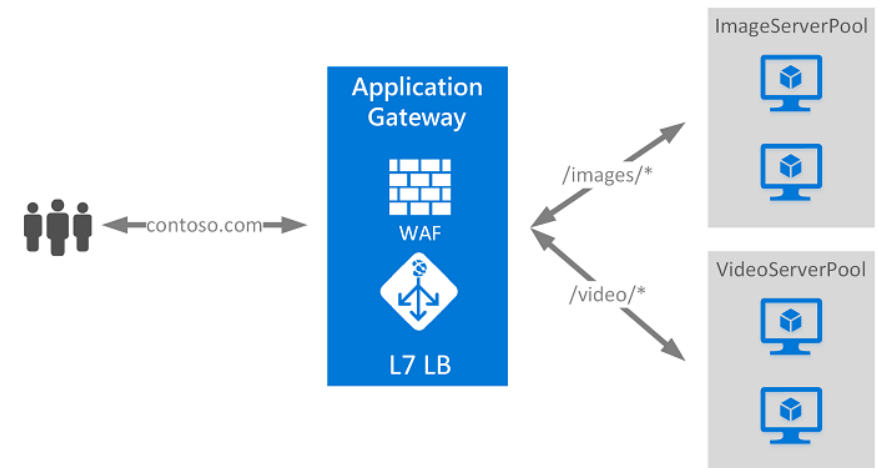 contoso.com
Application
Gateway
WAF
L7 LB
/images/*
/video/*
ImageServerPool
VideoServerPool